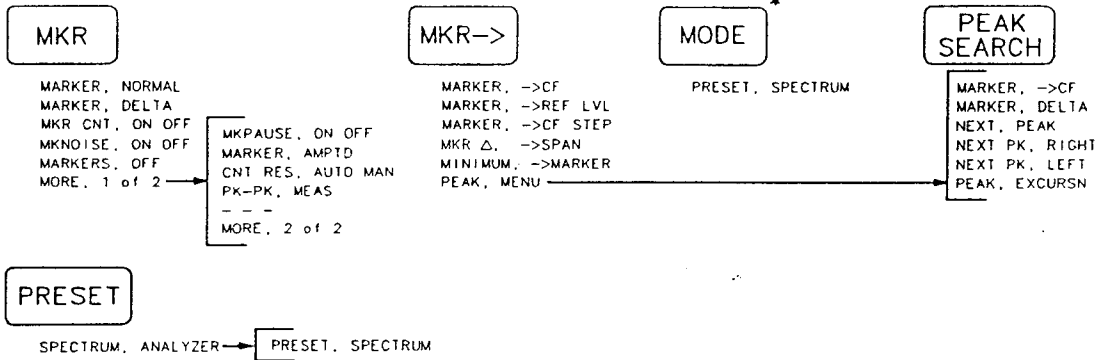 MKR
MARKER, NORMAL
MARKER, DELTA
MKR CNT, ON OFF
MKNOISE, ON OFF
MARKERS, OFF
MORE, 1 of 2
MKPAUSE, ON OFF
MARKER, AMPTD
CNT RES, AUTO MAN
PK-PK, MEAS
- - -
MORE, 2 of 2
MKR->
MARKER, ->CF
MARKER, ->REF LVL
MARKER, ->CF STEP
MKR △, ->SPAN
MINIMUM, ->MARKER
PEAK, MENU
MODE
PRESET, SPECTRUM
PEAK
SEARCH
MARKER, ->CF
MARKER, DELTA
NEXT, PEAK
NEXT PK, RIGHT
NEXT PK, LEFT
PEAK, EXCURSN
PRESET
SPECTRUM, ANALYZER
PRESET, SPECTRUM